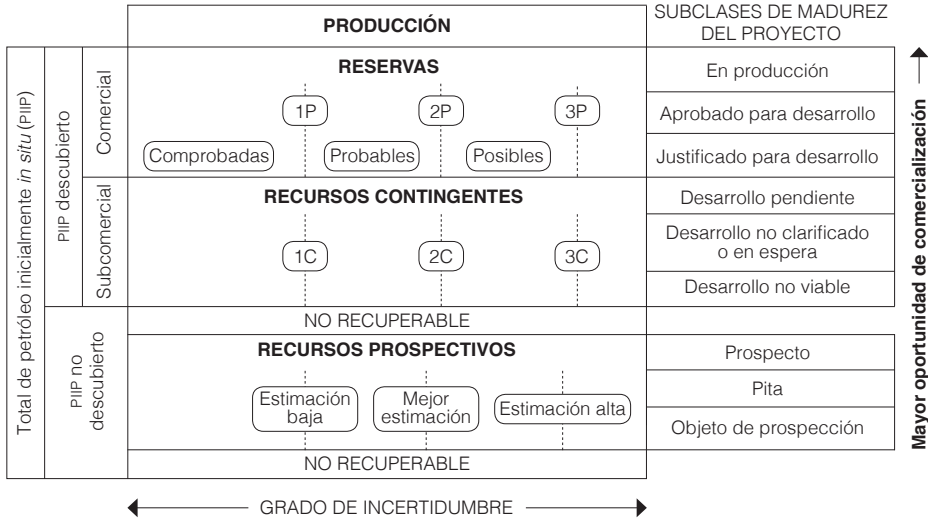 PRODUCCIÓN
SUBCLASES DE MADUREZ
DEL PROYECTO
Total de petróleo inicialmente in situ (PIIP)
PIIP descubierto
Comercial
RESERVAS
1P
2P
3P
Comprobadas
Probables
Posibles
En producción
Aprobado para desarrollo
Justificado para desarrollo
Subcomercial
RECURSOS CONTINGENTES
1C
2C
3C
Desarrollo pendiente
Desarrollo no clarificado
o en espera
Desarrollo no viable
NO RECUPERABLE
PIIP no
descubierto
RECURSOS PROSPECTIVOS
Estimación
baja
Mejor
estimación
Estimación alta
Prospecto
Pita
Objeto de prospección
NO RECUPERABLE
Mayor oportunidad de comercialización
GRADO DE INCERTIDUMBRE